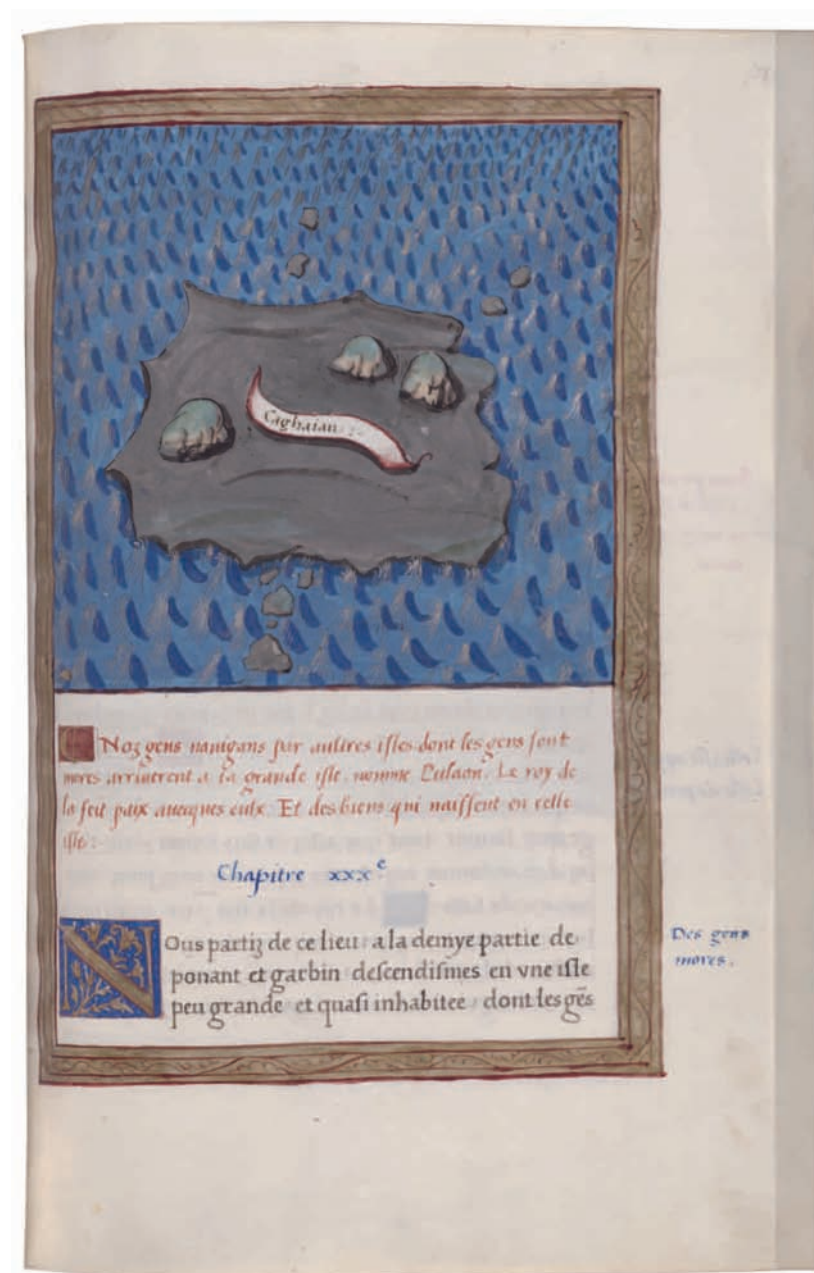 Caghaian :~
Noz gens nauigans par aultres isles dont les gens sont
mores arriuerent a la grande isle nomme Pulaon. Le roy de
la feit paix auecques eulx. Et des biens qui naissent en celle
isle :
Chapitre xxxᵉ
NOus partiz de ce lieu a la demye partie de
ponant et garbin descendismes en vne isle
peu grande et quasi inhabitee dont les gẽs
Des gens
mores.